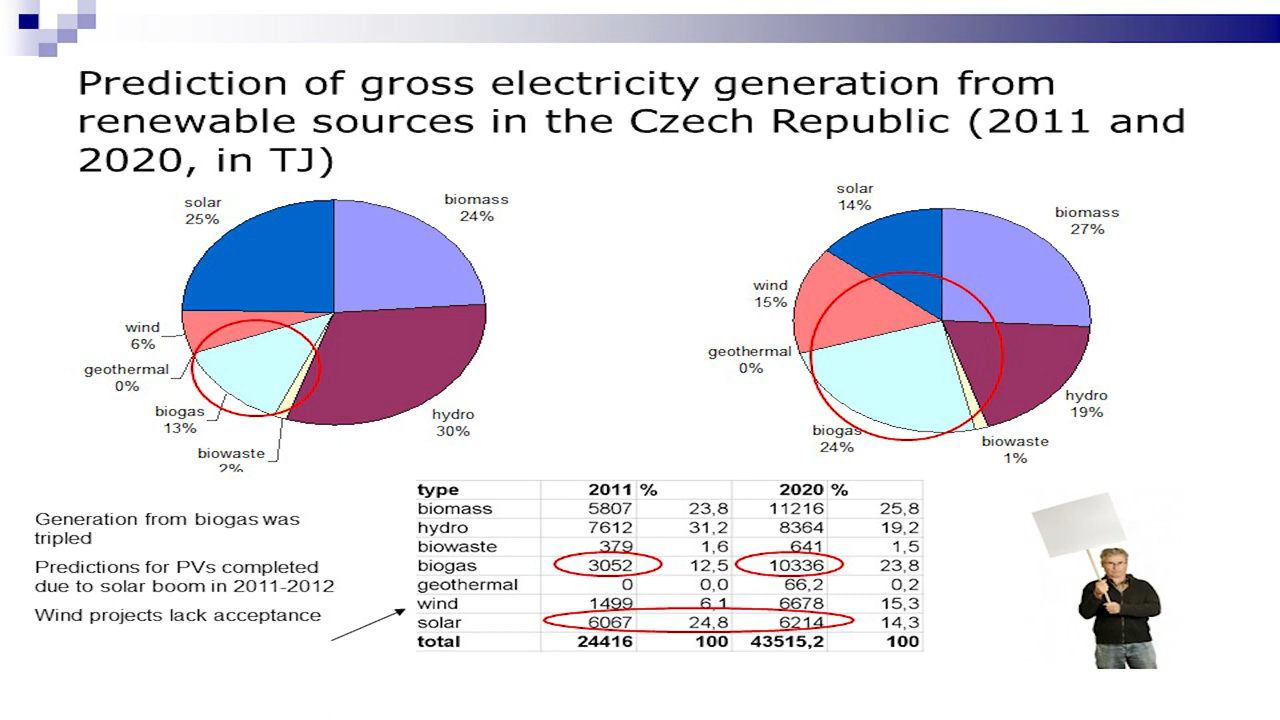 Prediction of gross electricity generation from
renewable sources in the Czech Republic (2011 and
2020, in TJ)
solar
25%
biomass
24%
wind
6%
geothermal
0%
biogas
13%
biowaste
2%
hydro
30%
solar
14%
biomass
27%
wind
15%
geothermal
0%
biogas
24%
biowaste
1%
hydro
19%
Generation from biogas was
tripled
Predictions for PVs completed
due to solar boom in 2011-2012
Wind projects lack acceptance
type 2011 % 2020 %
biomass 5807 23,8 11216 25,8
hydro 7612 31,2 8364 19,2
biowaste 379 1,6 641 1,5
biogas 3052 12,5 10336 23,8
geothermal 0 0,0 66,2 0,2
wind 1499 6,1 6678 15,3
solar 6067 24,8 6214 14,3
total 24416 100 43515,2 100